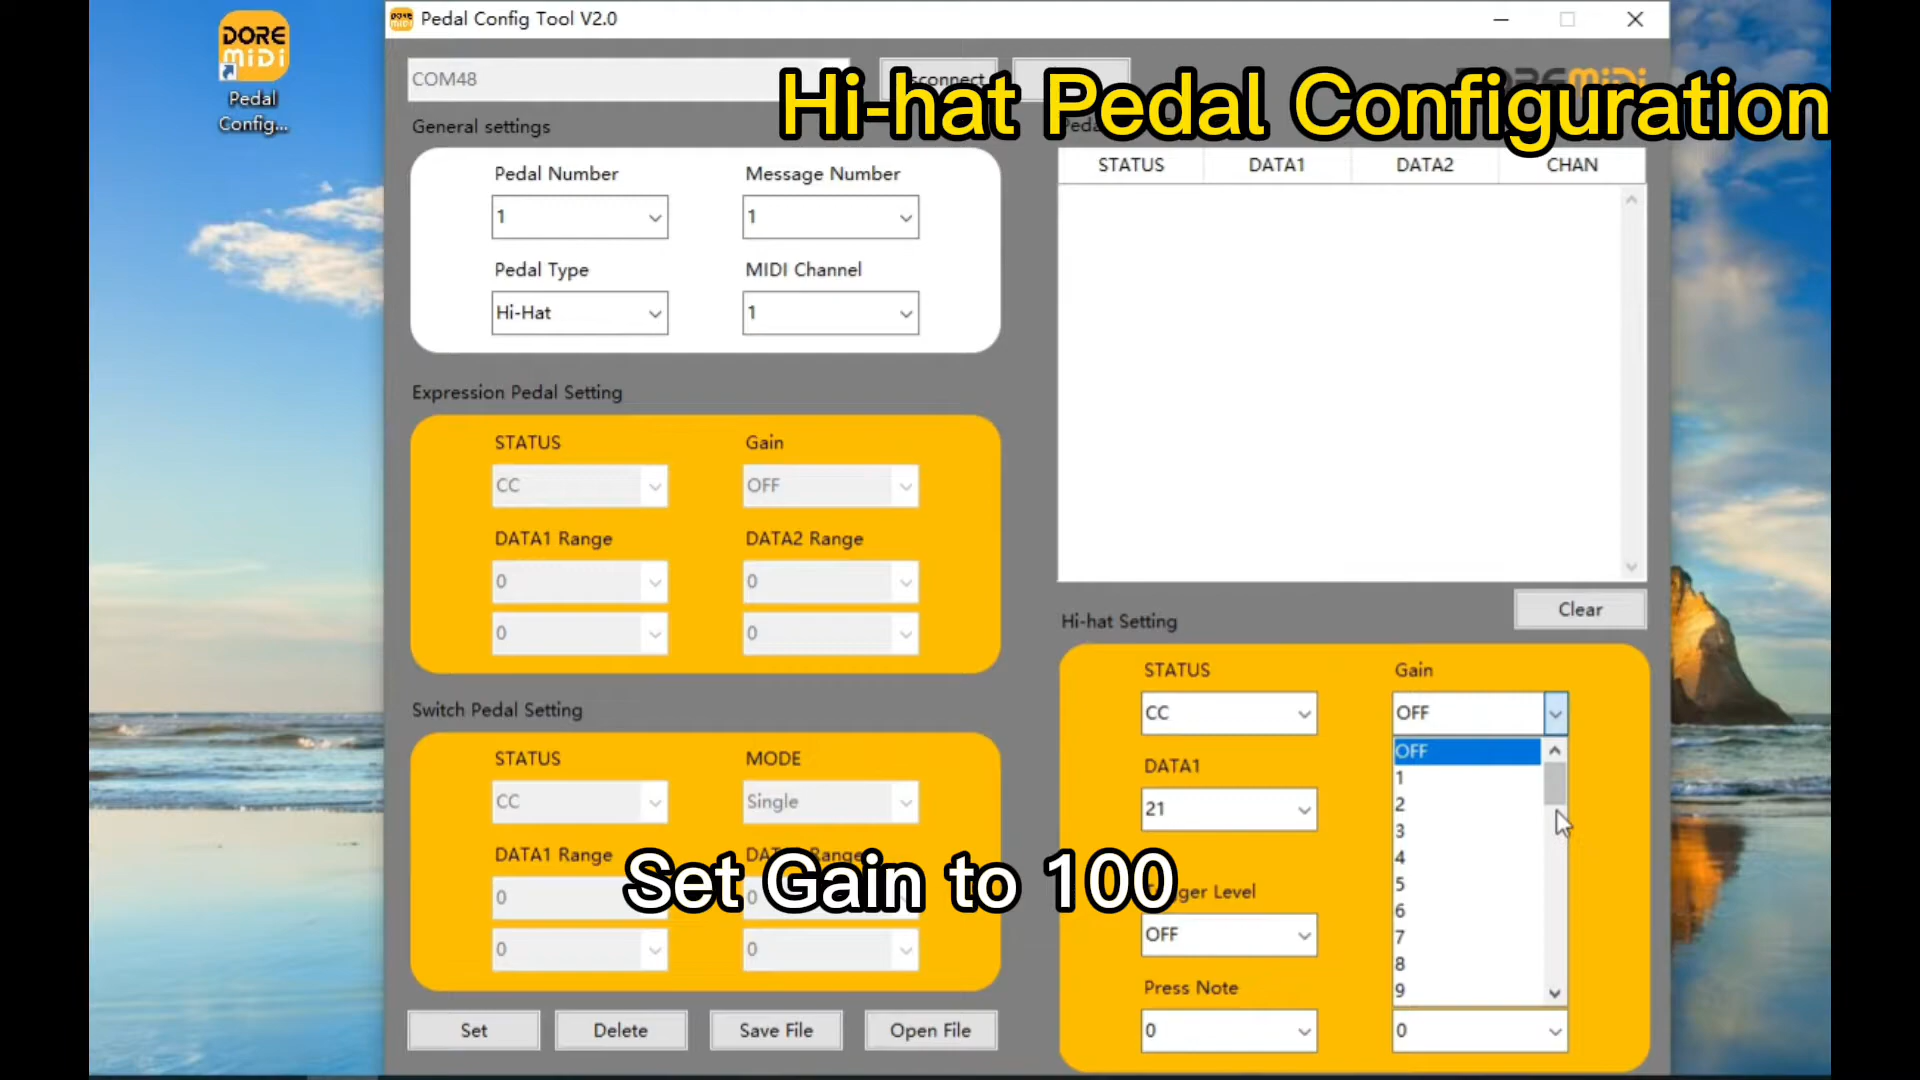 DORE
MiDi
Pedal
Config...
Pedal Config Tool V2.0
COM48
Hi-hat Pedal Configuration
General settings
Pedal Number
Message Number
1
1
Pedal Type
MIDI Channel
Hi-Hat
1
STATUS
DATA1
DATA2
CHAN
Expression Pedal Setting
STATUS
Gain
CC
OFF
DATA1 Range
DATA2 Range
0
0
0
0
Clear
Hi-hat Setting
STATUS
Gain
CC
OFF
DATA1
21
OFF
1
2
3
4
5
6
7
8
9
Switch Pedal Setting
STATUS
MODE
CC
Single
DATA1 Range
0
0
0
0
Set Gain to 100
OFF
Press Note
0
0
Set
Delete
Save File
Open File